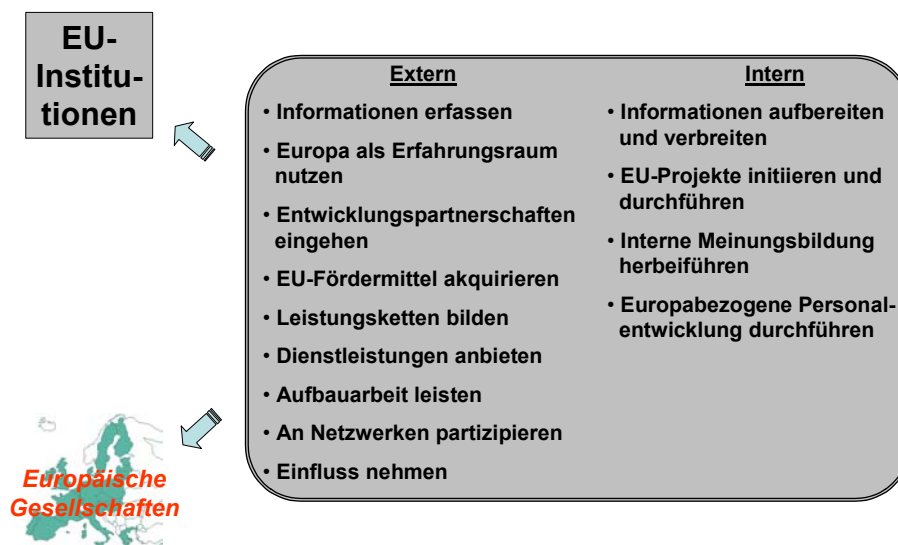 EU-
Institu-
tionen
Extern
• Informationen erfassen
• Europa als Erfahrungsraum
nutzen
• Entwicklungspartnerschaften
eingehen
• EU-Fördermittel akquirieren
• Leistungsketten bilden
• Dienstleistungen anbieten
• Aufbauarbeit leisten
• An Netzwerken partizipieren
• Einfluss nehmen
Intern
• Informationen aufbereiten
und verbreiten
• EU-Projekte initiieren und
durchführen
• Interne Meinungsbildung
herbeiführen
• Europabezogene Personal-
entwicklung durchführen
Europäische
Gesellschaften